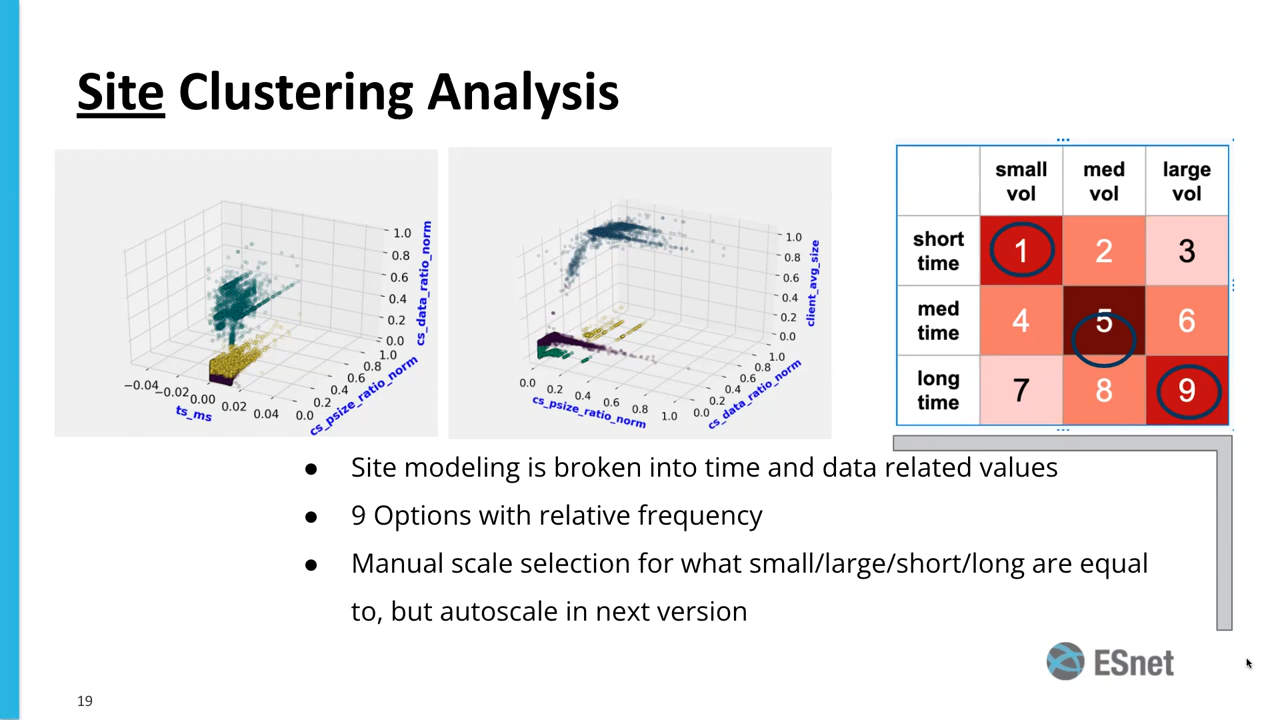 Site Clustering Analysis
1.0
0.8
0.6
0.4
0.2
0.0
cs_data_ratio_norm
1.0
0.8
0.6
0.4
0.2
0.0
cs_psize_ratio_norm
−0.04
−0.02
0.00
0.02
0.04
ts_ms
1.0
0.8
0.6
0.4
0.2
0.0
client_avg_size
1.0
0.8
0.6
0.4
0.2
0.0
cs_data_ratio_norm
0.0
0.2
0.4
0.6
0.8
1.0
cs_psize_ratio_norm
small med large
vol vol vol
short
time
1 2 3
med
time
4 5 6
long
time
7 8 9
● Site modeling is broken into time and data related values
● 9 Options with relative frequency
● Manual scale selection for what small/large/short/long are equal
to, but autoscale in next version
ESnet
19